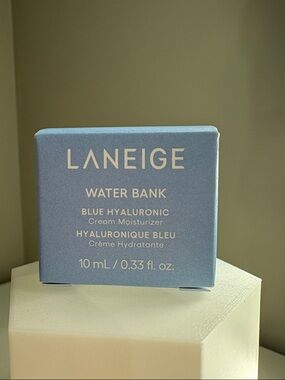 LANEIGE
WATER BANK
BLUE HYALURONIC
Cream Moisturizer
HYALURONIQUE BLEU
Crème Hydratante
10 mL / 0.33 fl. oz.